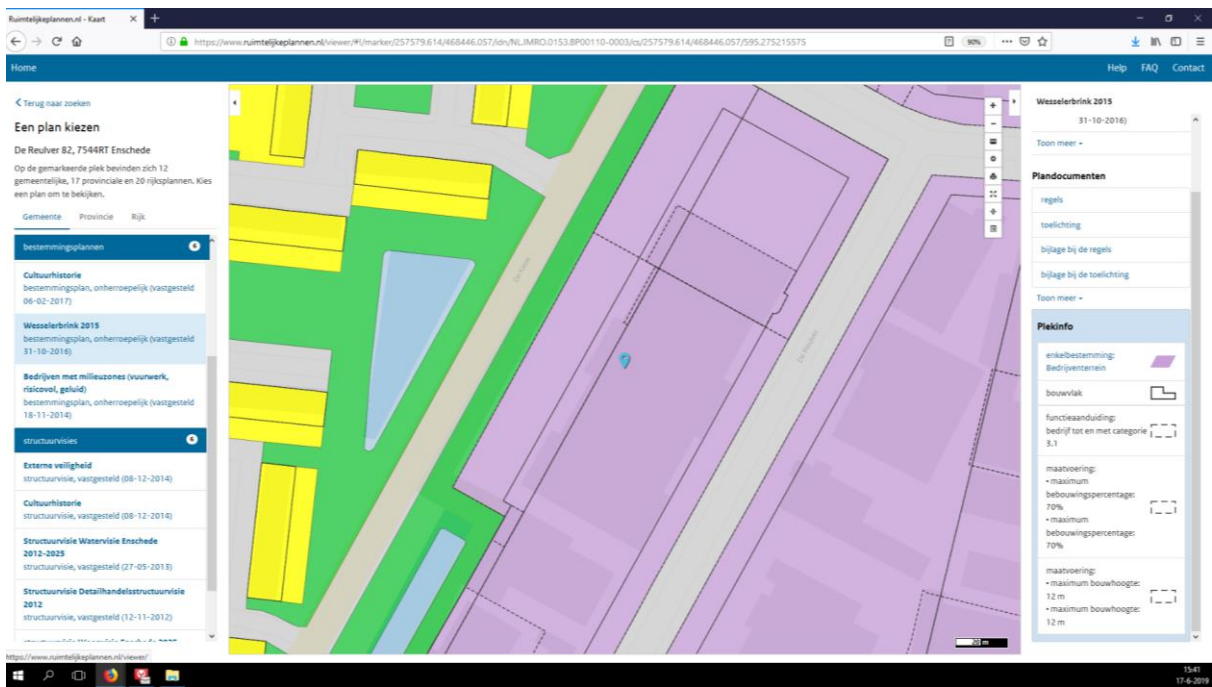 Ruimtelijkeplannen.nl - Kaart
https://www.ruimtelijkeplannen.nl/viewer/#!/marker/257579.614/468446.057/idn/NL.IMRO.0153.BP00110-0003/cs/257579.614/468446.057/595.275215575
90%
Home
Help FAQ Contact
Terug naar zoeken
Een plan kiezen
De Reulver 82, 7544RT Enschede
Op de gemarkeerde plek bevinden zich 12
gemeentelijke, 17 provinciale en 20 rijksplannen. Kies
een plan om te bekijken.
Gemeente Provincie Rijk
bestemmingsplannen 6
Cultuurhistorie
bestemmingsplan, onherroepelijk (vastgesteld
06-02-2017)
Wesselerbrink 2015
bestemmingsplan, onherroepelijk (vastgesteld
31-10-2016)
Bedrijven met milieuzones (vuurwerk,
risicovol, geluid)
bestemmingsplan, onherroepelijk (vastgesteld
18-11-2014)
structuurvisies 6
Externe veiligheid
structuurvisie, vastgesteld (08-12-2014)
Cultuurhistorie
structuurvisie, vastgesteld (08-12-2014)
Structuurvisie Watervisie Enschede
2012-2025
structuurvisie, vastgesteld (27-05-2013)
Structuurvisie Detailhandelsstructuurvisie
2012
structuurvisie, vastgesteld (12-11-2012)
https://www.ruimtelijkeplannen.nl/viewer/
De Reulver
20 m
Wesselerbrink 2015
31-10-2016)
Toon meer
Plandocumenten
regels
toelichting
bijlage bij de regels
bijlage bij de toelichting
Toon meer
Plekinfo
enkelbestemming:
Bedrijventerrein
bouwvlak
functieaanduiding:
bedrijf tot en met categorie
3.1
maatvoering:
• maximum
bebouwingspercentage:
70%
• maximum
bebouwingspercentage:
70%
maatvoering:
• maximum bouwhoogte:
12 m
• maximum bouwhoogte:
12 m
15:41
17-6-2019